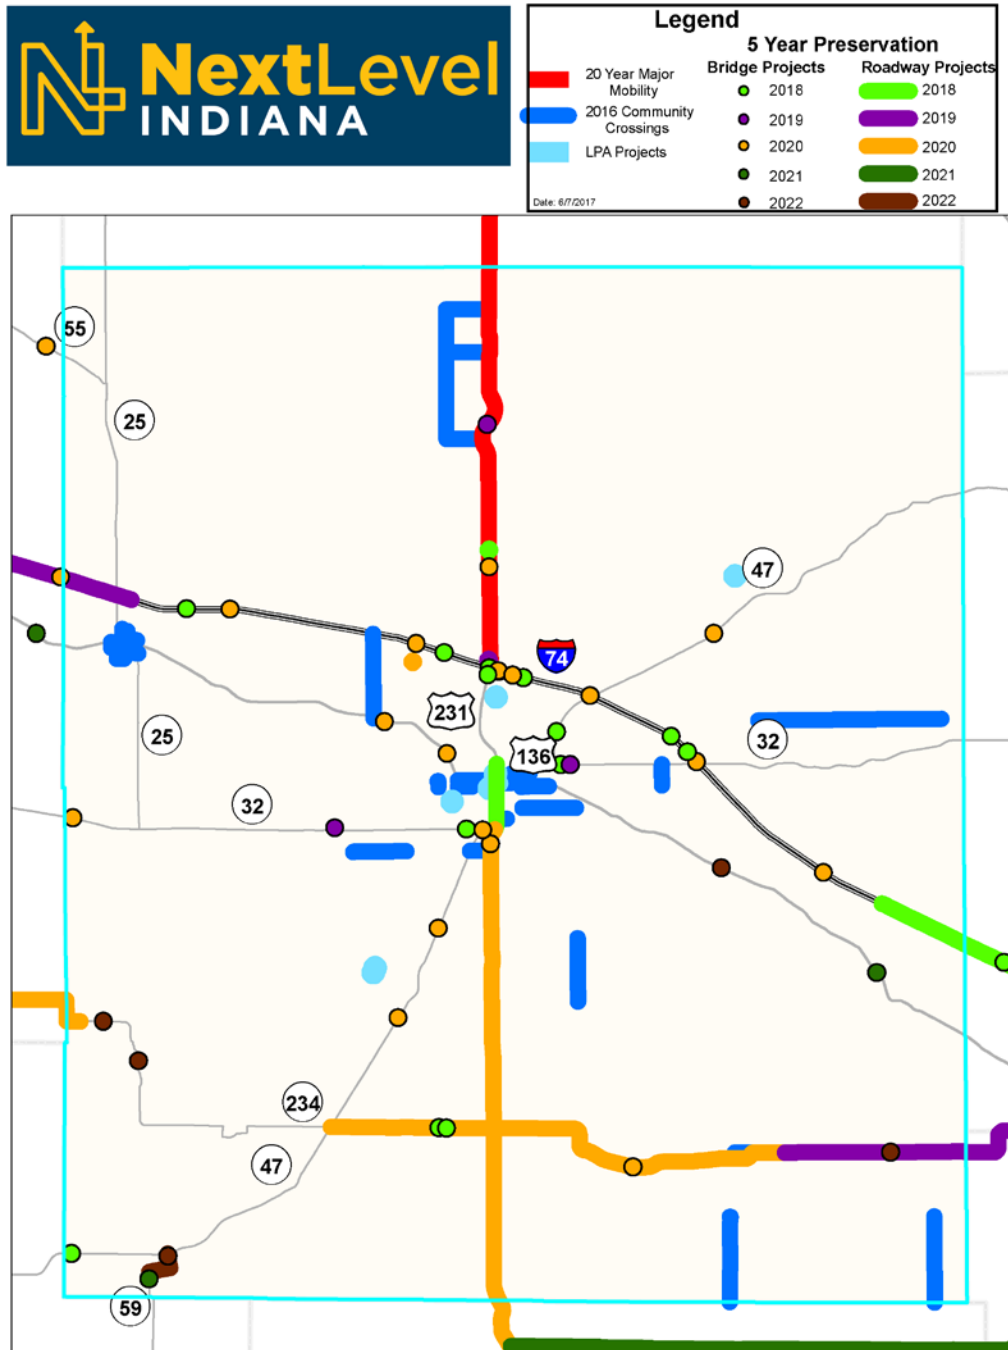 NextLevel
INDIANA
Legend
5 Year Preservation
Bridge Projects
Roadway Projects
20 Year Major
Mobility
2016 Community
Crossings
LPA Projects
2018
2019
2020
2021
2022
2018
2019
2020
2021
2022
Date: 6/7/2017
55
25
47
74
231
136
25
32
32
234
47
59